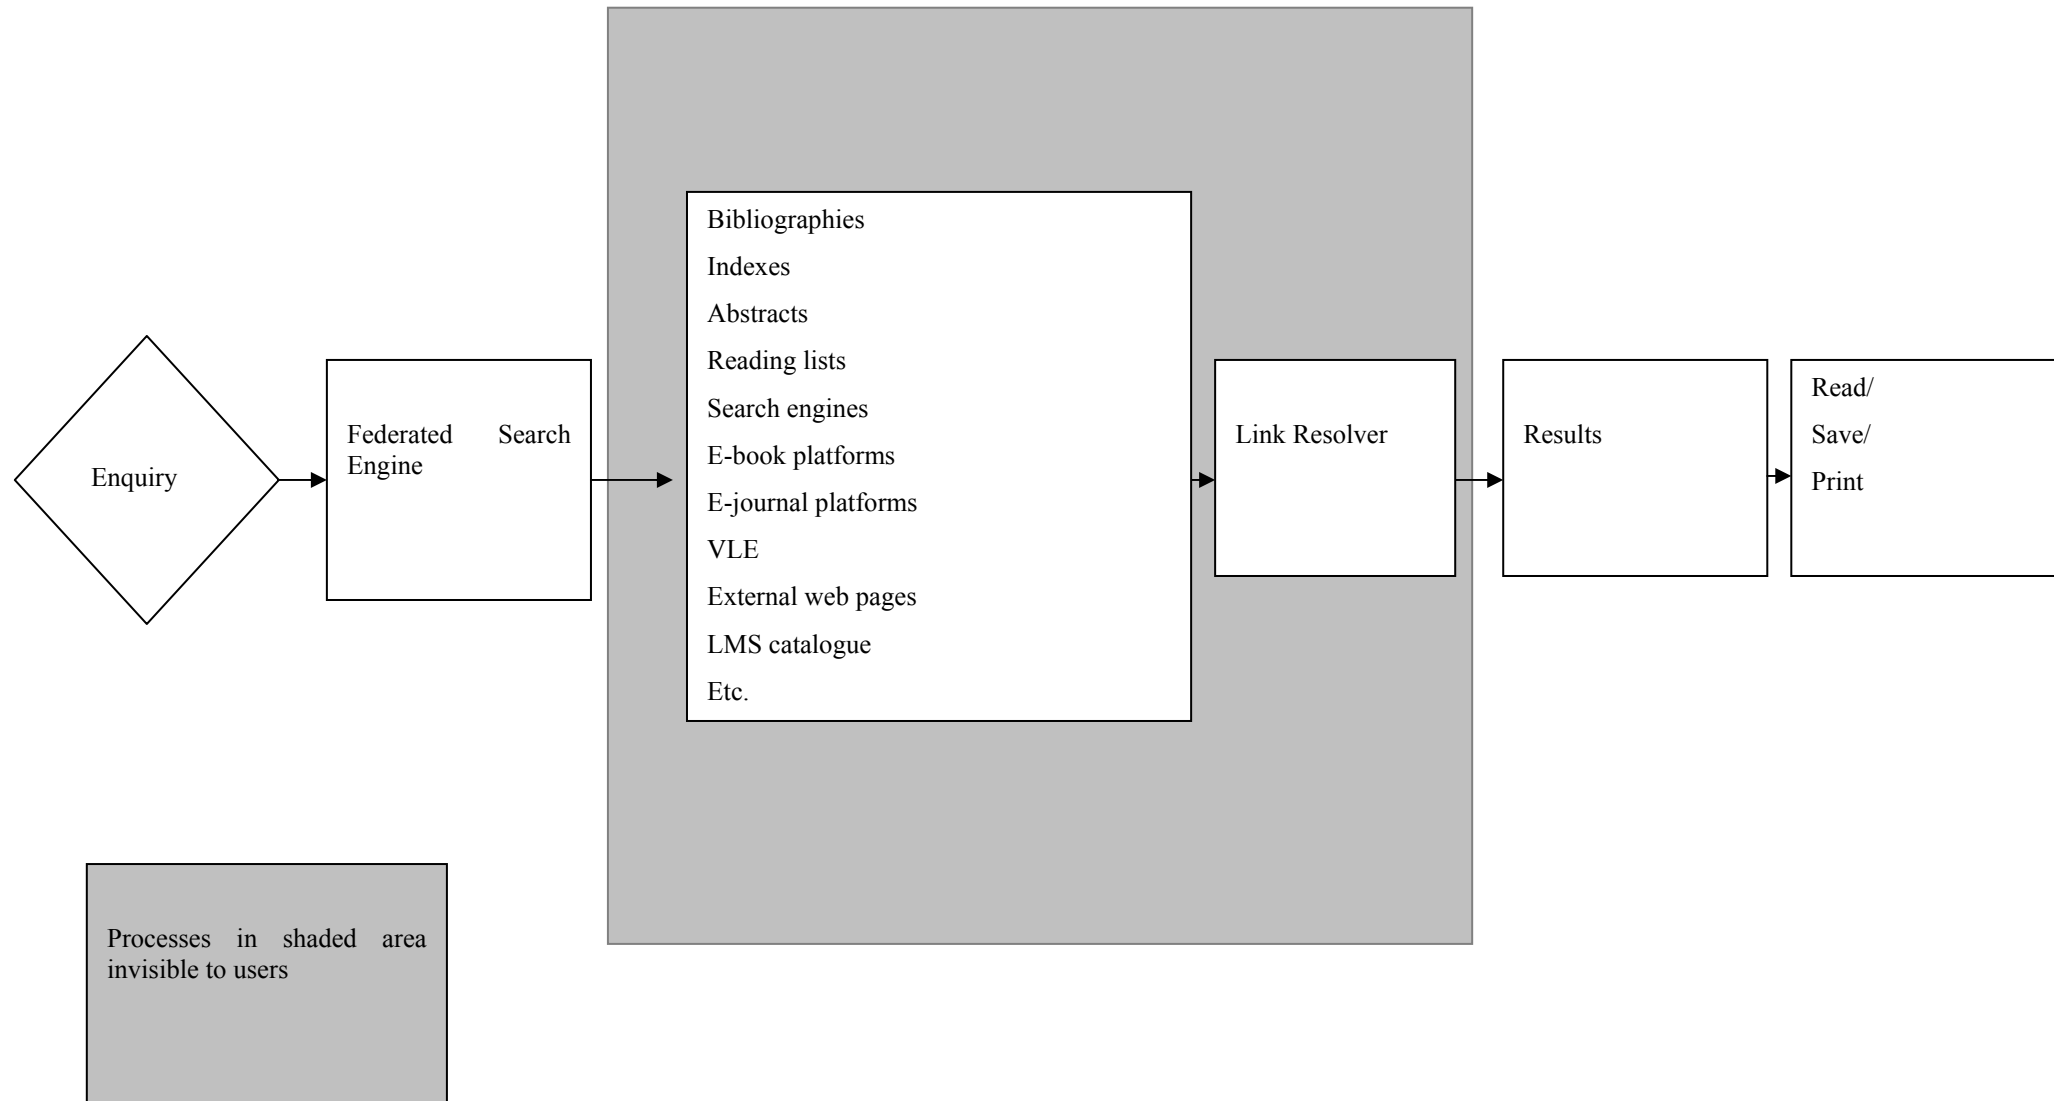 Enquiry
Federated Search
Engine
Bibliographies
Indexes
Abstracts
Reading lists
Search engines
E-book platforms
E-journal platforms
VLE
External web pages
LMS catalogue
Etc.
Link Resolver
Results
Read/
Save/
Print
Processes in shaded area
invisible to users